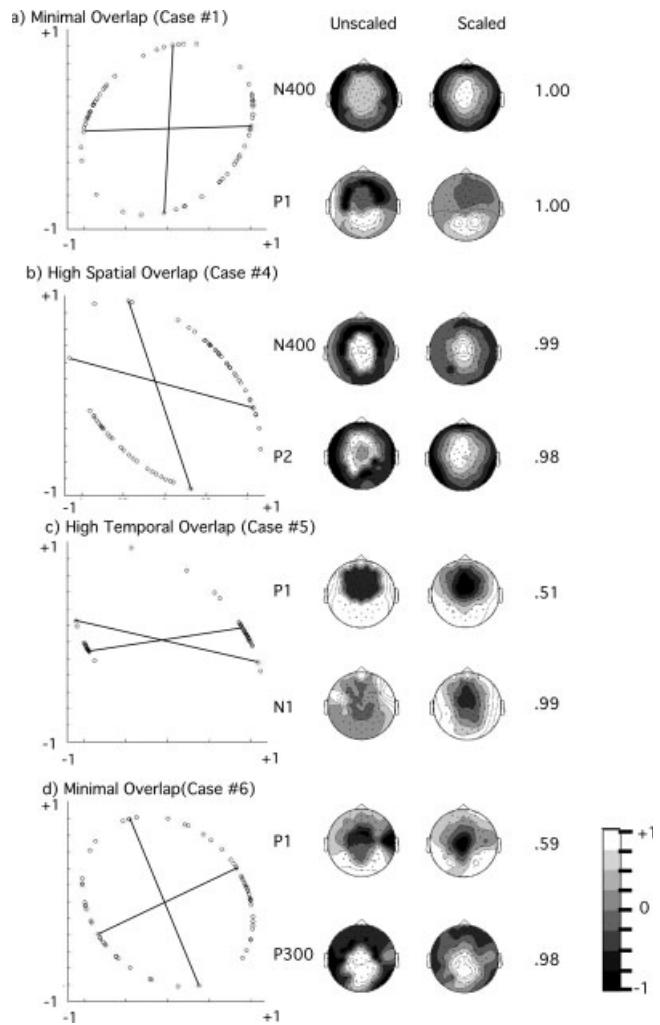 a) Minimal Overlap (Case #1)
Unscaled Scaled
+1
N400 1.00
P1 1.00
-1
-1 +1
b) High Spatial Overlap (Case #4)
+1
N400 .99
P2 .98
-1
-1 +1
c) High Temporal Overlap (Case #5)
+1
P1 .51
N1 .99
-1
-1 +1
d) Minimal Overlap(Case #6)
+1
P1 .59
P300 .98
-1
-1 +1
+1
0
-1